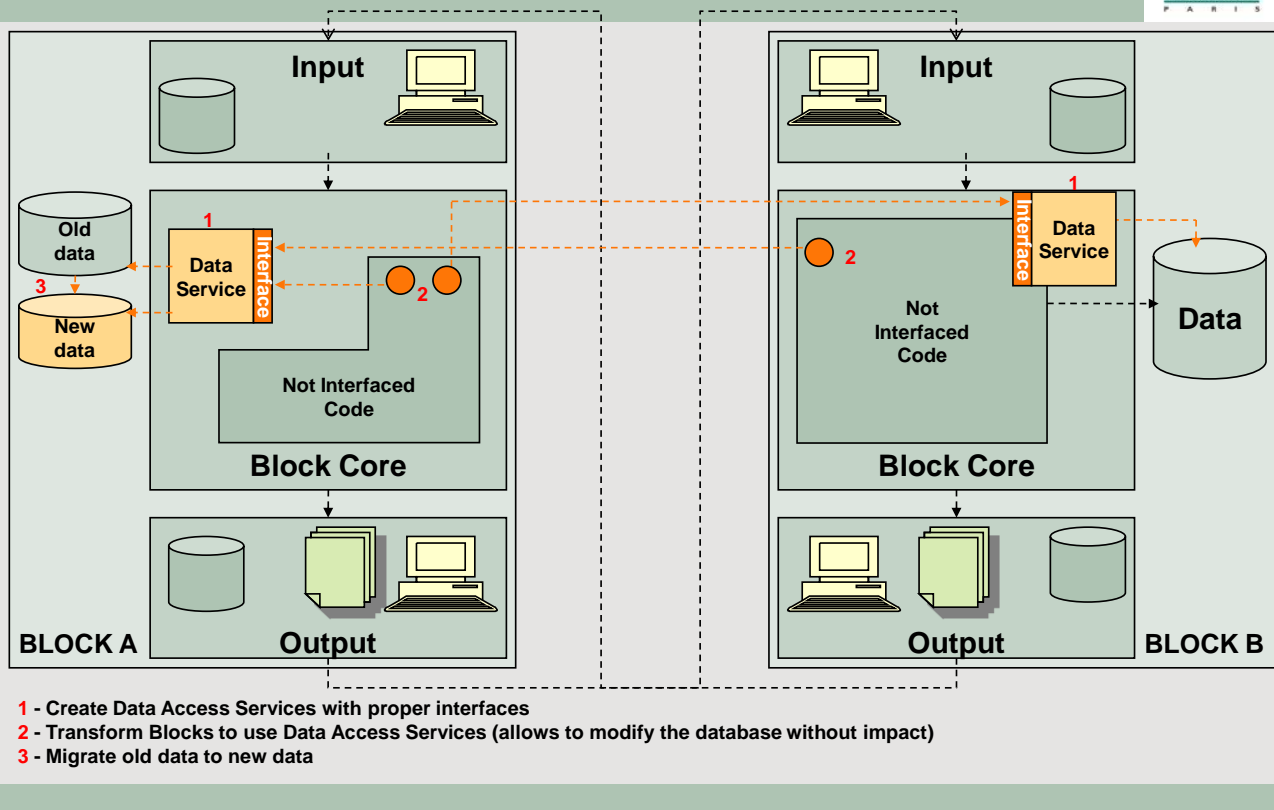 PARIS
Input
Input
Old
data
1
Data
Service
Interface
2
3
New
data
Not Interfaced
Code
Block Core
1
Interface
Data
Service
2
Not
Interfaced
Code
Data
Block Core
BLOCK A
Output
Output
BLOCK B
1 - Create Data Access Services with proper interfaces
2 - Transform Blocks to use Data Access Services (allows to modify the database without impact)
3 - Migrate old data to new data